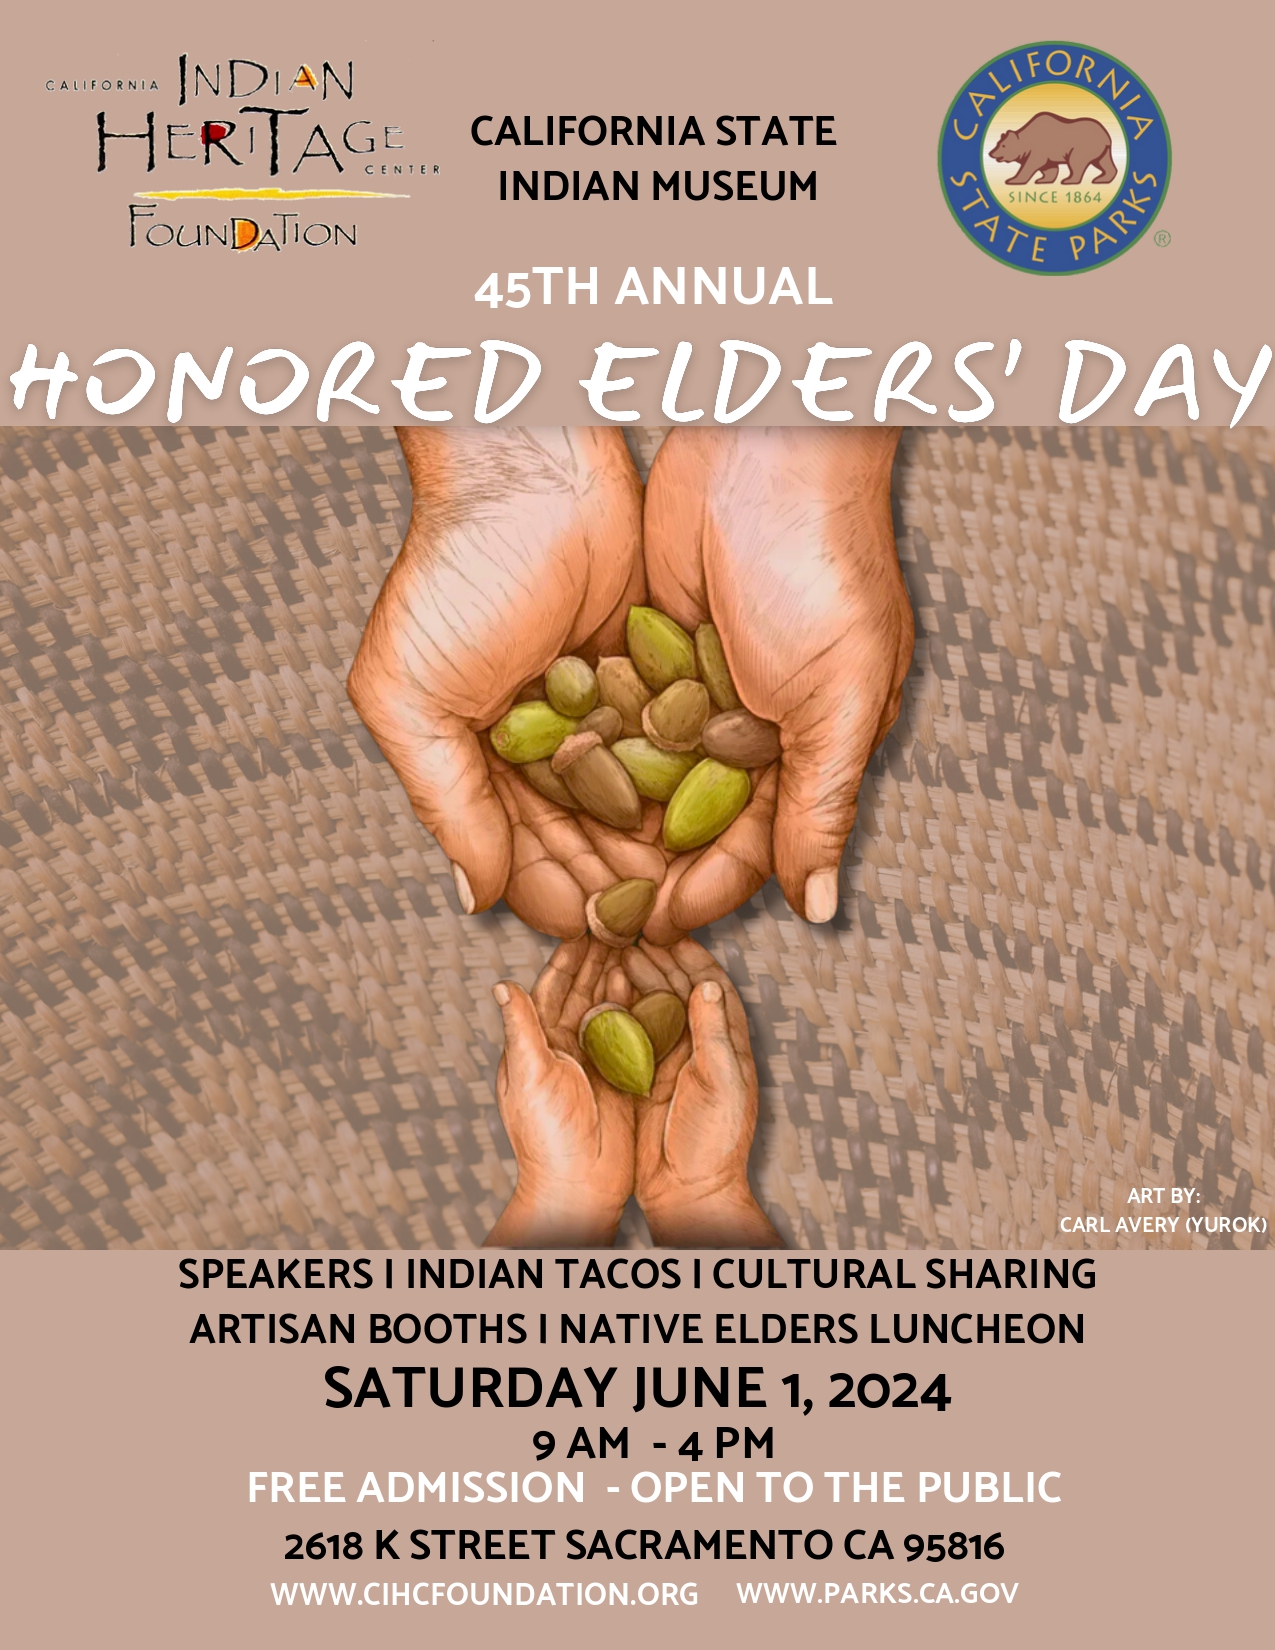 CALIFORNIA INDIAN
HERITAGE
CENTER
FOUNDATION
CALIFORNIA STATE
INDIAN MUSEUM
CALIFORNIA
SINCE 1864
STATE PARKS
®
45TH ANNUAL
HONORED ELDERS' DAY
ART BY:
CARL AVERY (YUROK)
SPEAKERS I INDIAN TACOS I CULTURAL SHARING
ARTISAN BOOTHS I NATIVE ELDERS LUNCHEON
SATURDAY JUNE 1, 2024
9 AM - 4 PM
FREE ADMISSION - OPEN TO THE PUBLIC
2618 K STREET SACRAMENTO CA 95816
WWW.CIHCFOUNDATION.ORG WWW.PARKS.CA.GOV